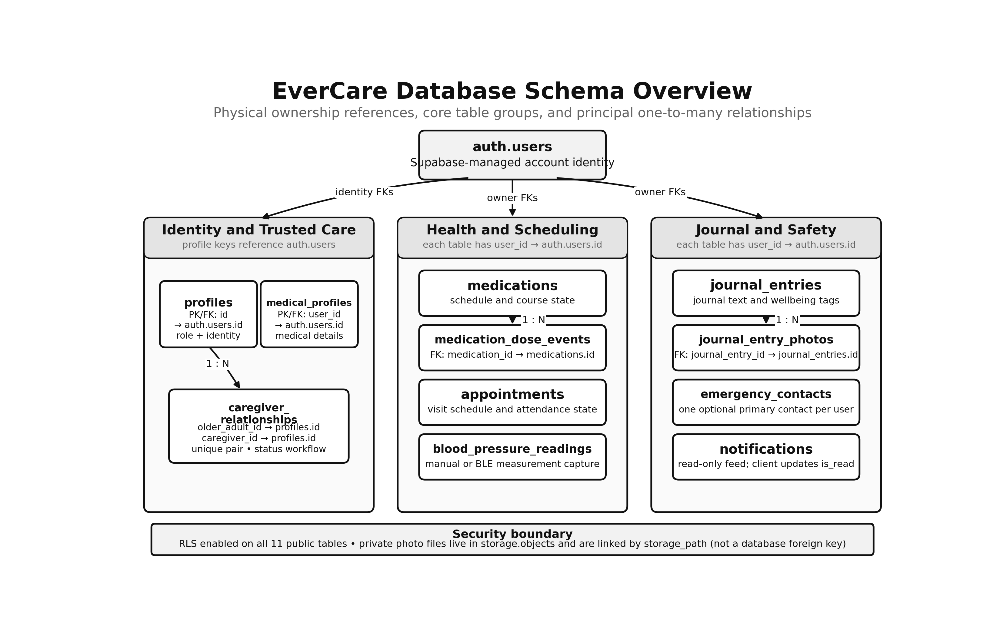 EverCare Database Schema Overview
Physical ownership references, core table groups, and principal one-to-many relationships
auth.users
Supabase-managed account identity
identity FKs
owner FKs
owner FKs
Identity and Trusted Care
profile keys reference auth.users
profiles
PK/FK: id
→ auth.users.id
role + identity
medical_profiles
PK/FK: user_id
→ auth.users.id
medical details
1 : N
caregiver_
relationships
older_adult_id → profiles.id
caregiver_id → profiles.id
unique pair • status workflow
Health and Scheduling
each table has user_id → auth.users.id
medications
schedule and course state
1 : N
medication_dose_events
FK: medication_id → medications.id
appointments
visit schedule and attendance state
blood_pressure_readings
manual or BLE measurement capture
Journal and Safety
each table has user_id → auth.users.id
journal_entries
journal text and wellbeing tags
1 : N
journal_entry_photos
FK: journal_entry_id → journal_entries.id
emergency_contacts
one optional primary contact per user
notifications
read-only feed; client updates is_read
Security boundary
RLS enabled on all 11 public tables • private photo files live in storage.objects and are linked by storage_path (not a database foreign key)